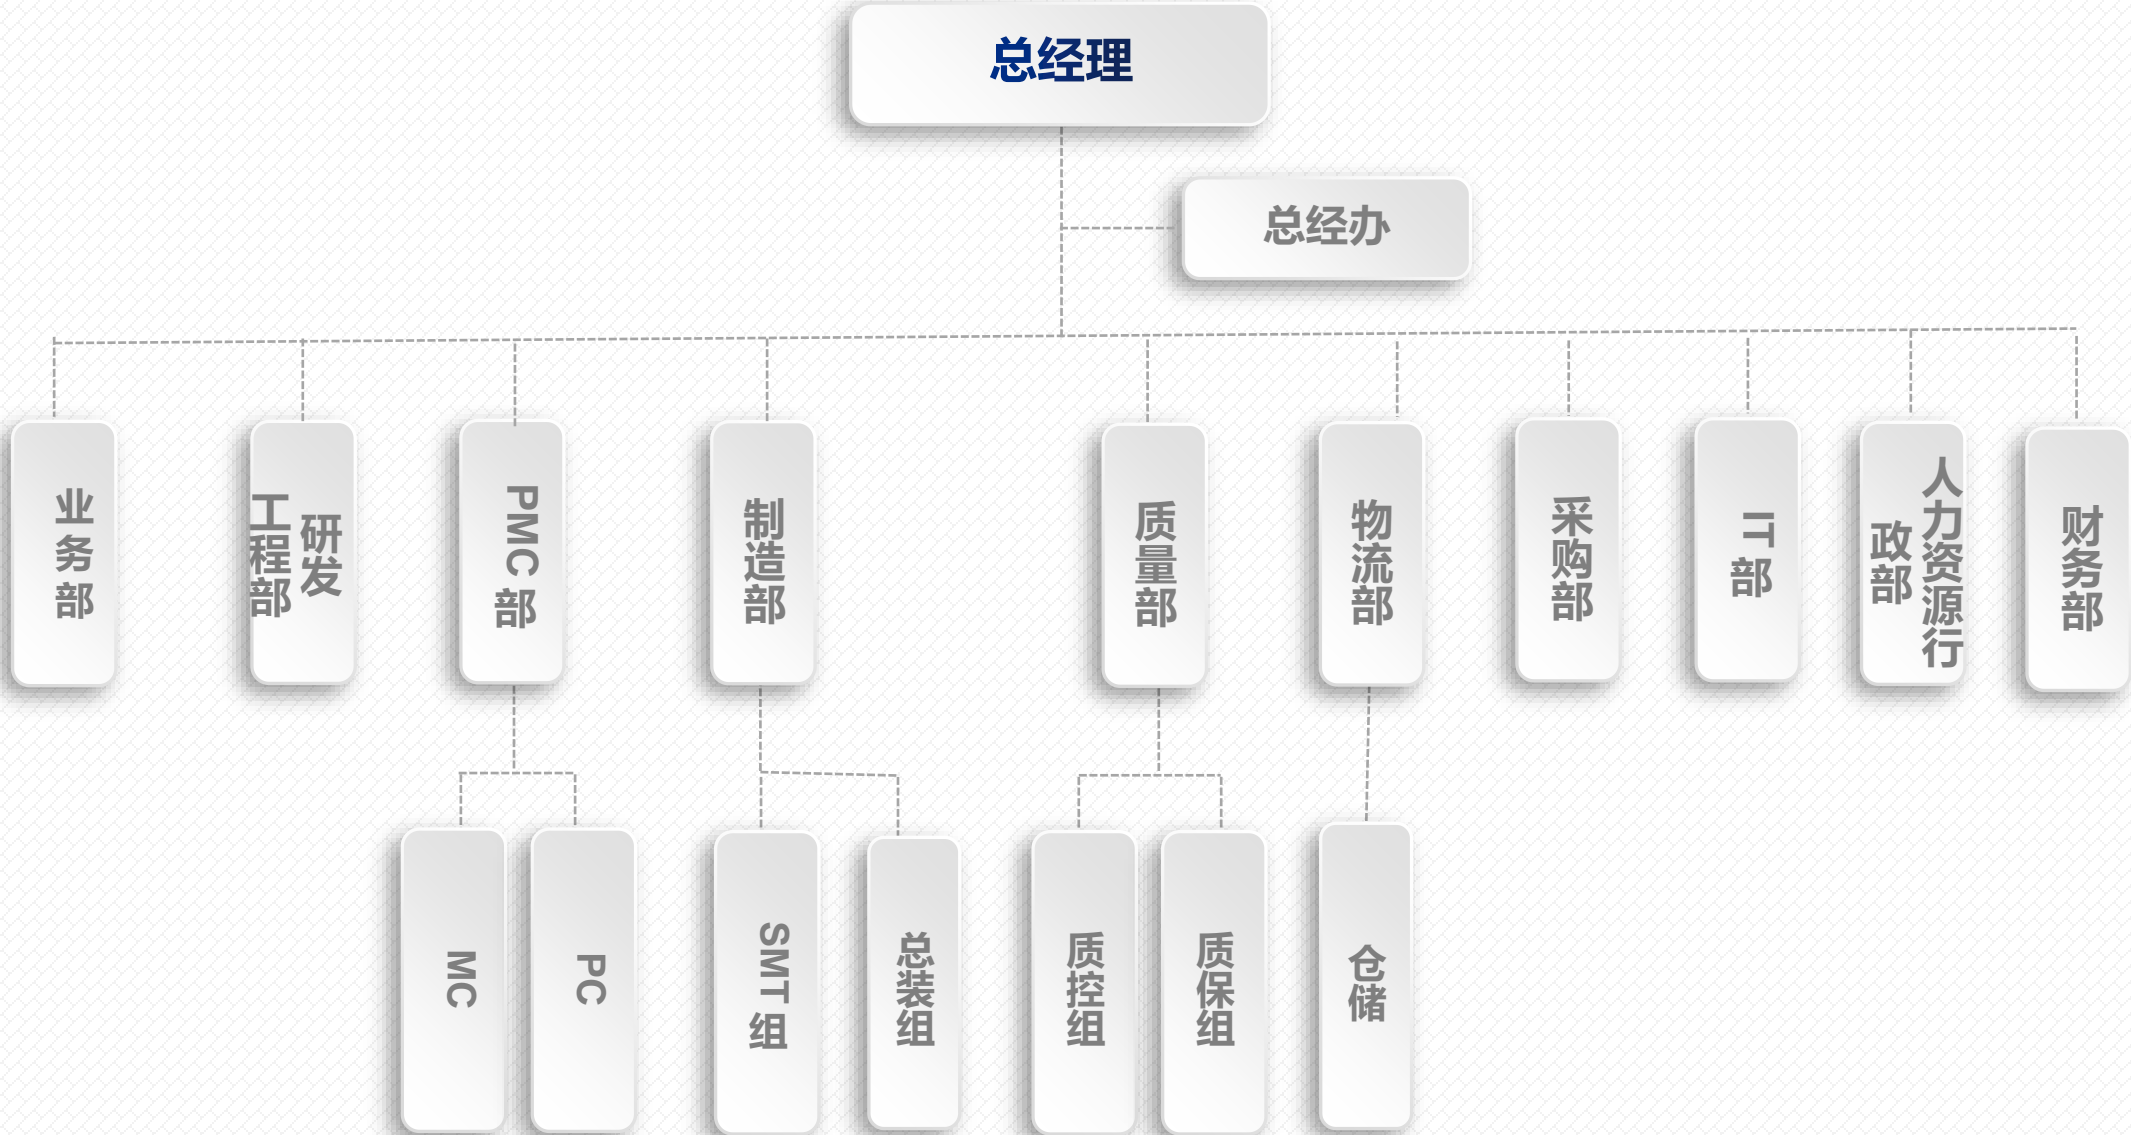 总经理
总经办
业务部
研发
工程部
PMC部
制造部
质量部
物流部
采购部
IT部
人力资源行
政部
财务部
MC
PC
SMT组
总装组
质控组
质保组
仓储